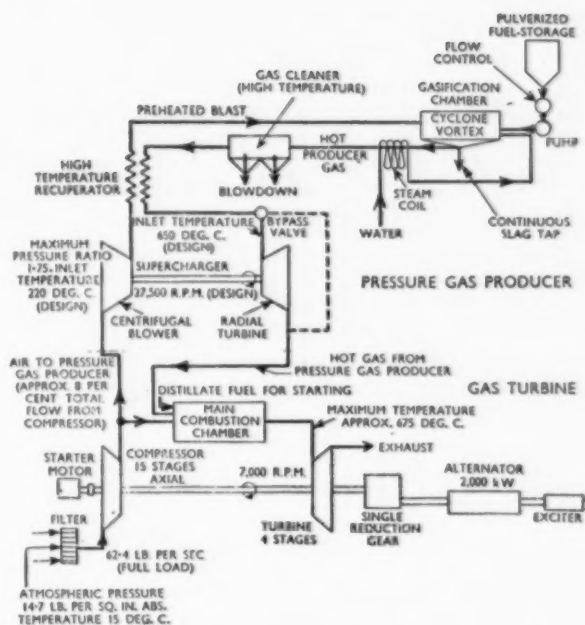 PULVERIZED
FUEL-STORAGE
FLOW
CONTROL
GAS CLEANER
(HIGH TEMPERATURE)
GASIFICATION
CHAMBER
PREHEATED BLAST
CYCLONE
VORTEX
PUMP
HOT
PRODUCER
GAS
HIGH
TEMPERATURE
RECUPERATOR
BLOWDOWN
STEAM
COIL
WATER
CONTINUOUS
SLAG TAP
INLET TEMPERATURE
650 DEG. C.
(DESIGN)
BYPASS
VALVE
MAXIMUM
PRESSURE RATIO
1·75. INLET
TEMPERATURE
220 DEG. C.
(DESIGN)
SUPERCHARGER
27,500 R.P.M. (DESIGN)
PRESSURE GAS PRODUCER
CENTRIFUGAL
BLOWER
RADIAL
TURBINE
AIR TO PRESSURE
GAS PRODUCER
(APPROX. 8 PER
CENT TOTAL
FLOW FROM
COMPRESSOR)
HOT GAS FROM
PRESSURE GAS PRODUCER
DISTILLATE FUEL FOR STARTING
GAS TURBINE
MAIN
COMBUSTION
CHAMBER
MAXIMUM TEMPERATURE
APPROX. 675 DEG. C.
EXHAUST
STARTER
MOTOR
COMPRESSOR
15 STAGES
AXIAL
7,000 R.P.M.
ALTERNATOR
2,000 kW
FILTER
62·4 LB. PER SEC
(FULL LOAD)
TURBINE
4 STAGES
SINGLE
REDUCTION
GEAR
EXCITER
ATMOSPHERIC PRESSURE
14·7 LB. PER SQ. IN. ABS.
TEMPERATURE 15 DEG. C.